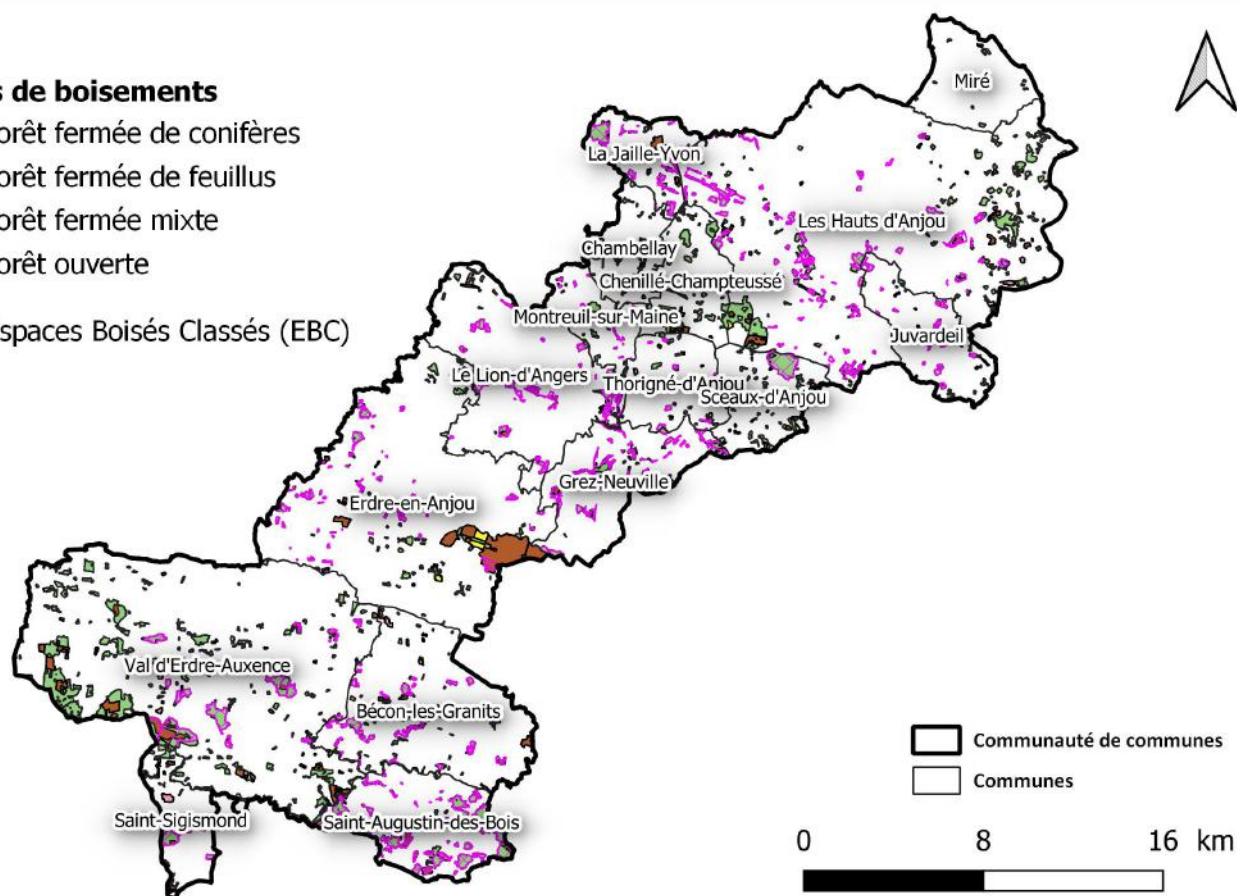 s de boisements
orêt fermée de conifères
orêt fermée de feuillus
orêt fermée mixte
orêt ouverte
spaces Boisés Classés (EBC)
Miré
La Jaille-Yvon
Les Hauts d'Anjou
Chambellay
Chenillé-Champteussé
Montreuil-sur-Maine
Juvardeil
Le Lion-d'Angers
Thorigné-d'Anjou
Sceaux-d'Anjou
Grez-Neuville
Erdre-en-Anjou
Val d'Erdre-Auxence
Bécon-les-Granits
Saint-Sigismond
Saint-Augustin-des-Bois
Communauté de communes
Communes
0 8 16 km